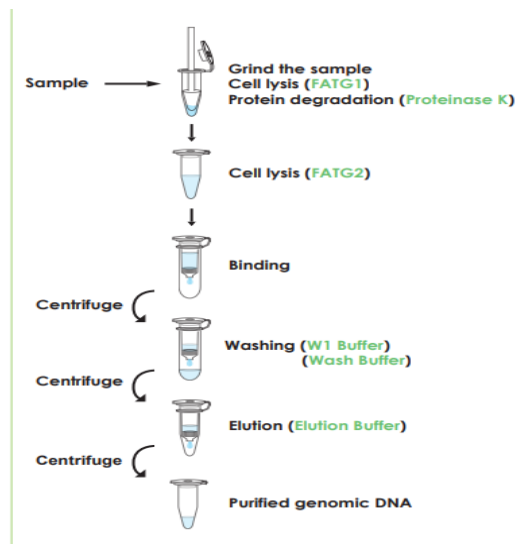 Sample
Grind the sample
Cell lysis (FATG1)
Protein degradation (Proteinase K)
Cell lysis (FATG2)
Binding
Centrifuge
Washing (W1 Buffer)
(Wash Buffer)
Centrifuge
Elution (Elution Buffer)
Centrifuge
Purified genomic DNA